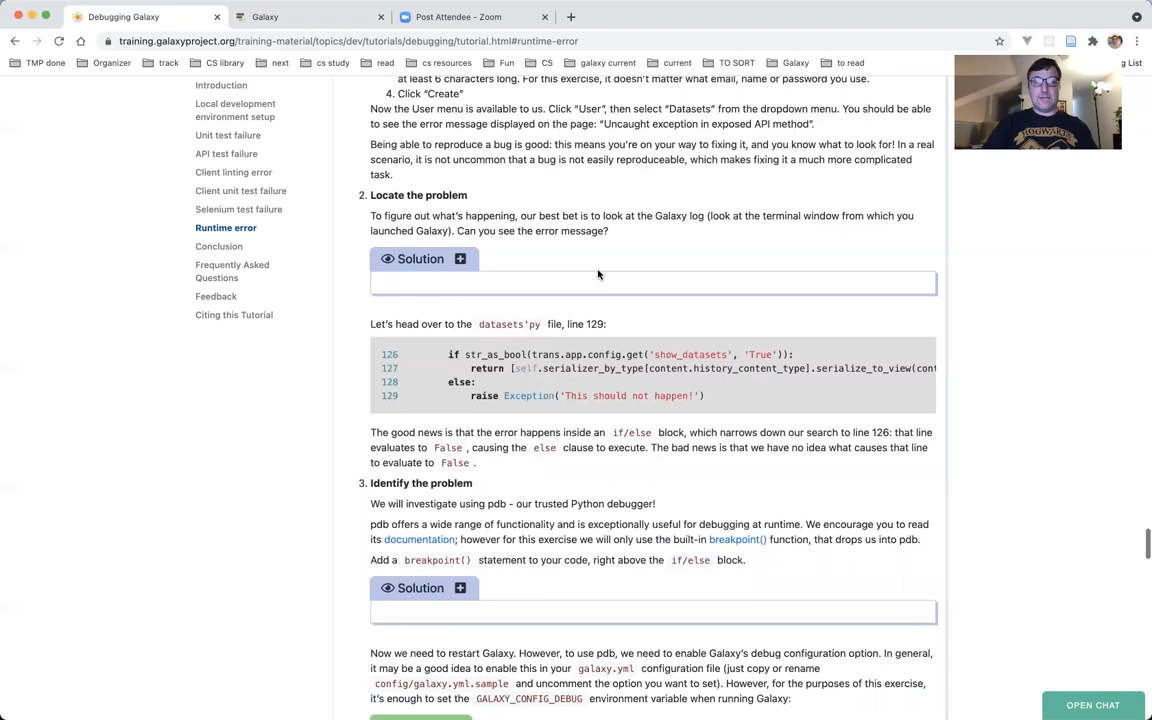 Debugging Galaxy
Galaxy
Post Attendee - Zoom
training.galaxyproject.org/training-material/topics/dev/tutorials/debugging/tutorial.html#runtime-error
TMP done
Organizer
track
CS library
next
cs study
read
cs resources
Fun
CS
galaxy current
current
TO SORT
Galaxy
to read
g List
Introduction
Local development
environment setup
Unit test failure
API test failure
Client linting error
Client unit test failure
Selenium test failure
Runtime error
Conclusion
Frequently Asked
Questions
Feedback
Citing this Tutorial
at least 6 characters long. For this exercise, it doesn't matter what email, name or password you use.
4. Click “Create”
Now the User menu is available to us. Click “User”, then select “Datasets” from the dropdown menu. You should be able
to see the error message displayed on the page: “Uncaught exception in exposed API method”.
Being able to reproduce a bug is good: this means you're on your way to fixing it, and you know what to look for! In a real
scenario, it is not uncommon that a bug is not easily reproduceable, which makes fixing it a much more complicated
task.
2. Locate the problem
To figure out what's happening, our best bet is to look at the Galaxy log (look at the terminal window from which you
launched Galaxy). Can you see the error message?
Solution
Let's head over to the datasets'py file, line 129:
126 if str_as_bool(trans.app.config.get('show_datasets', 'True')):
127 return [self.serializer_by_type[content.history_content_type].serialize_to_view(cont
128 else:
129 raise Exception('This should not happen!')
The good news is that the error happens inside an if/else block, which narrows down our search to line 126: that line
evaluates to False , causing the else clause to execute. The bad news is that we have no idea what causes that line
to evaluate to False .
3. Identify the problem
We will investigate using pdb - our trusted Python debugger!
pdb offers a wide range of functionality and is exceptionally useful for debugging at runtime. We encourage you to read
its documentation; however for this exercise we will only use the built-in breakpoint() function, that drops us into pdb.
Add a breakpoint() statement to your code, right above the if/else block.
Solution
Now we need to restart Galaxy. However, to use pdb, we need to enable Galaxy's debug configuration option. In general,
it may be a good idea to enable this in your galaxy.yml configuration file (just copy or rename
config/galaxy.yml.sample and uncomment the option you want to set). However, for the purposes of this exercise,
it's enough to set the GALAXY_CONFIG_DEBUG environment variable when running Galaxy:
HOGWARTS
OPEN CHAT